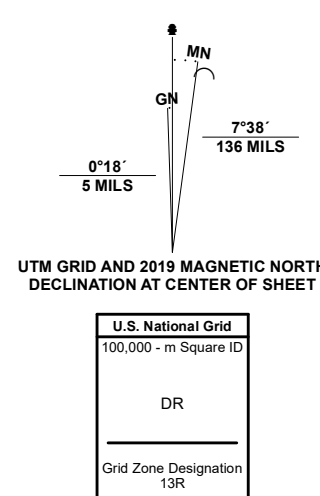 MN
GN
7°38´
136 MILS
0°18´
5 MILS
UTM GRID AND 2019 MAGNETIC NORTH
DECLINATION AT CENTER OF SHEET
U.S. National Grid
100,000 - m Square ID
DR
Grid Zone Designation
13R